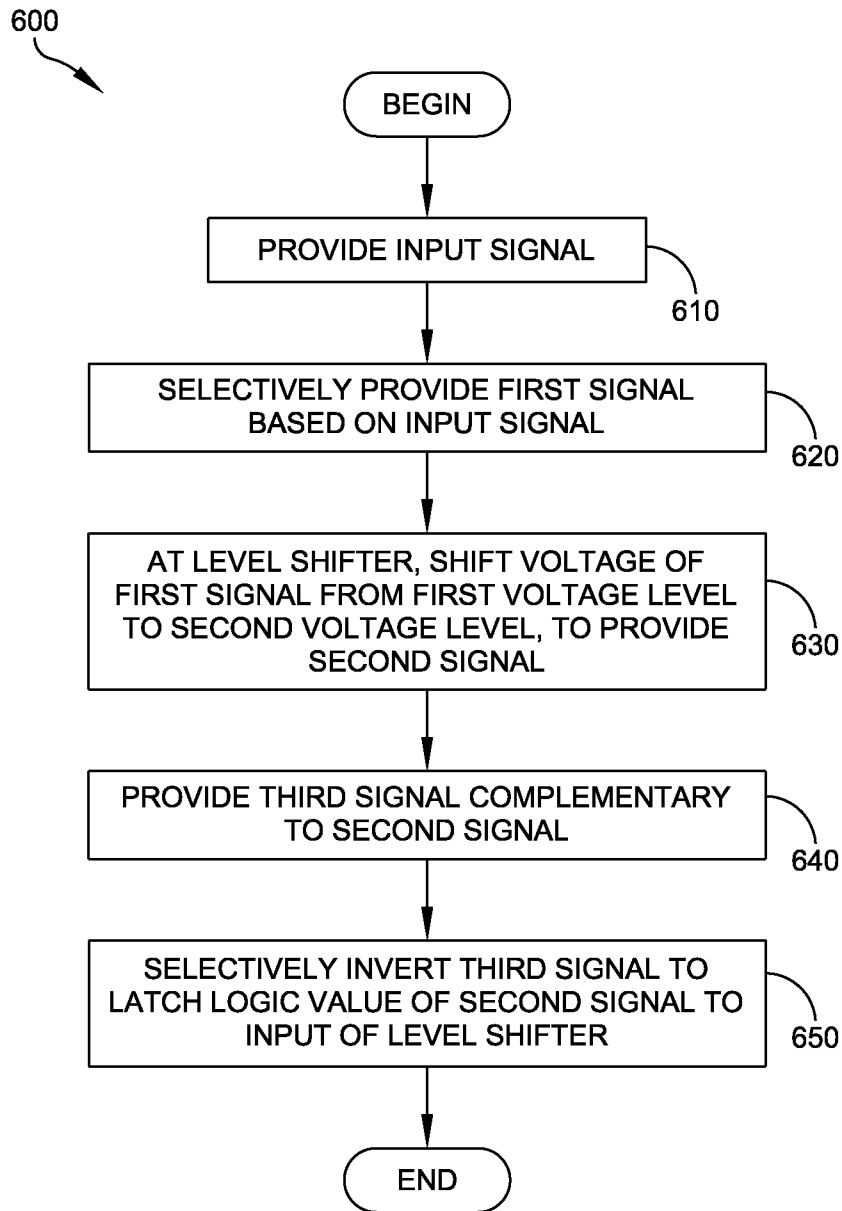 600
BEGIN
PROVIDE INPUT SIGNAL
610
SELECTIVELY PROVIDE FIRST SIGNAL
BASED ON INPUT SIGNAL
620
AT LEVEL SHIFTER, SHIFT VOLTAGE OF
FIRST SIGNAL FROM FIRST VOLTAGE LEVEL
TO SECOND VOLTAGE LEVEL, TO PROVIDE
SECOND SIGNAL
630
PROVIDE THIRD SIGNAL COMPLEMENTARY
TO SECOND SIGNAL
640
SELECTIVELY INVERT THIRD SIGNAL TO
LATCH LOGIC VALUE OF SECOND SIGNAL TO
INPUT OF LEVEL SHIFTER
650
END